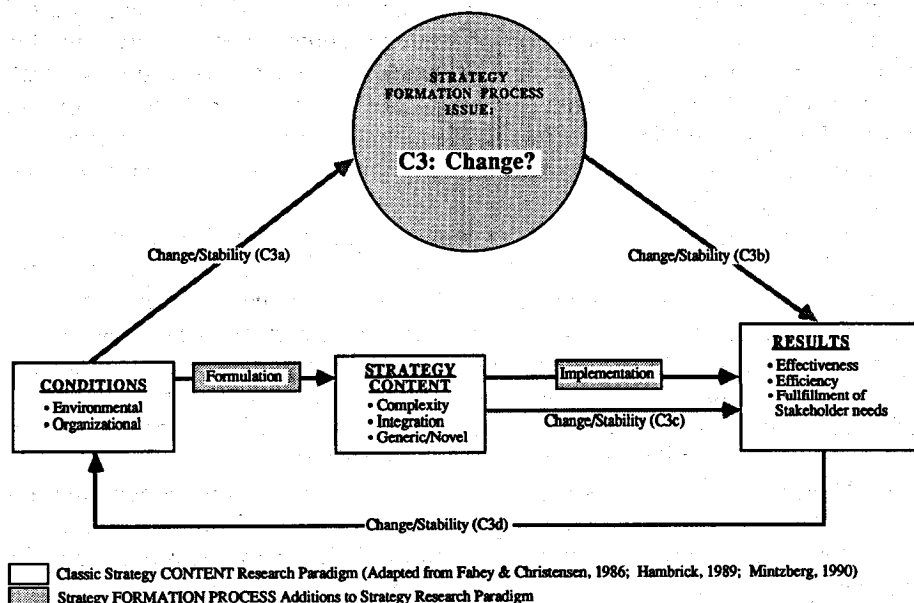 STRATEGY
FORMATION PROCESS
ISSUE:
C3: Change?
Change/Stability (C3a)
Change/Stability (C3b)
CONDITIONS
• Environmental
• Organizational
Formulation
STRATEGY
CONTENT
• Complexity
• Integration
• Generic/Novel
Implementation
Change/Stability (C3c)
RESULTS
• Effectiveness
• Efficiency
• Fullfillment of
Stakeholder needs
Change/Stability (C3d)
Classic Strategy CONTENT Research Paradigm (Adapted from Fahey & Christensen, 1986; Hambrick, 1989; Mintzberg, 1990)
Strategy FORMATION PROCESS Additions to Strategy Research Paradigm